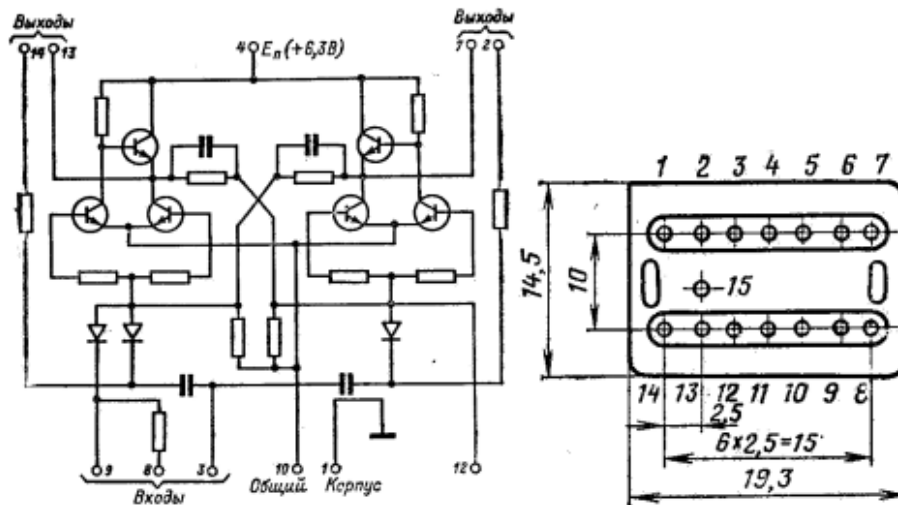 Выходы
14 13
4 Eп (+6,3В)
Выходы
1 2
9 8 3
Входы
10
Общий
1
Корпус
12
1 2 3 4 5 6 7
14,5
10
15
14 13 12 11 10 9 8
2,5
6×2,5=15
19,3